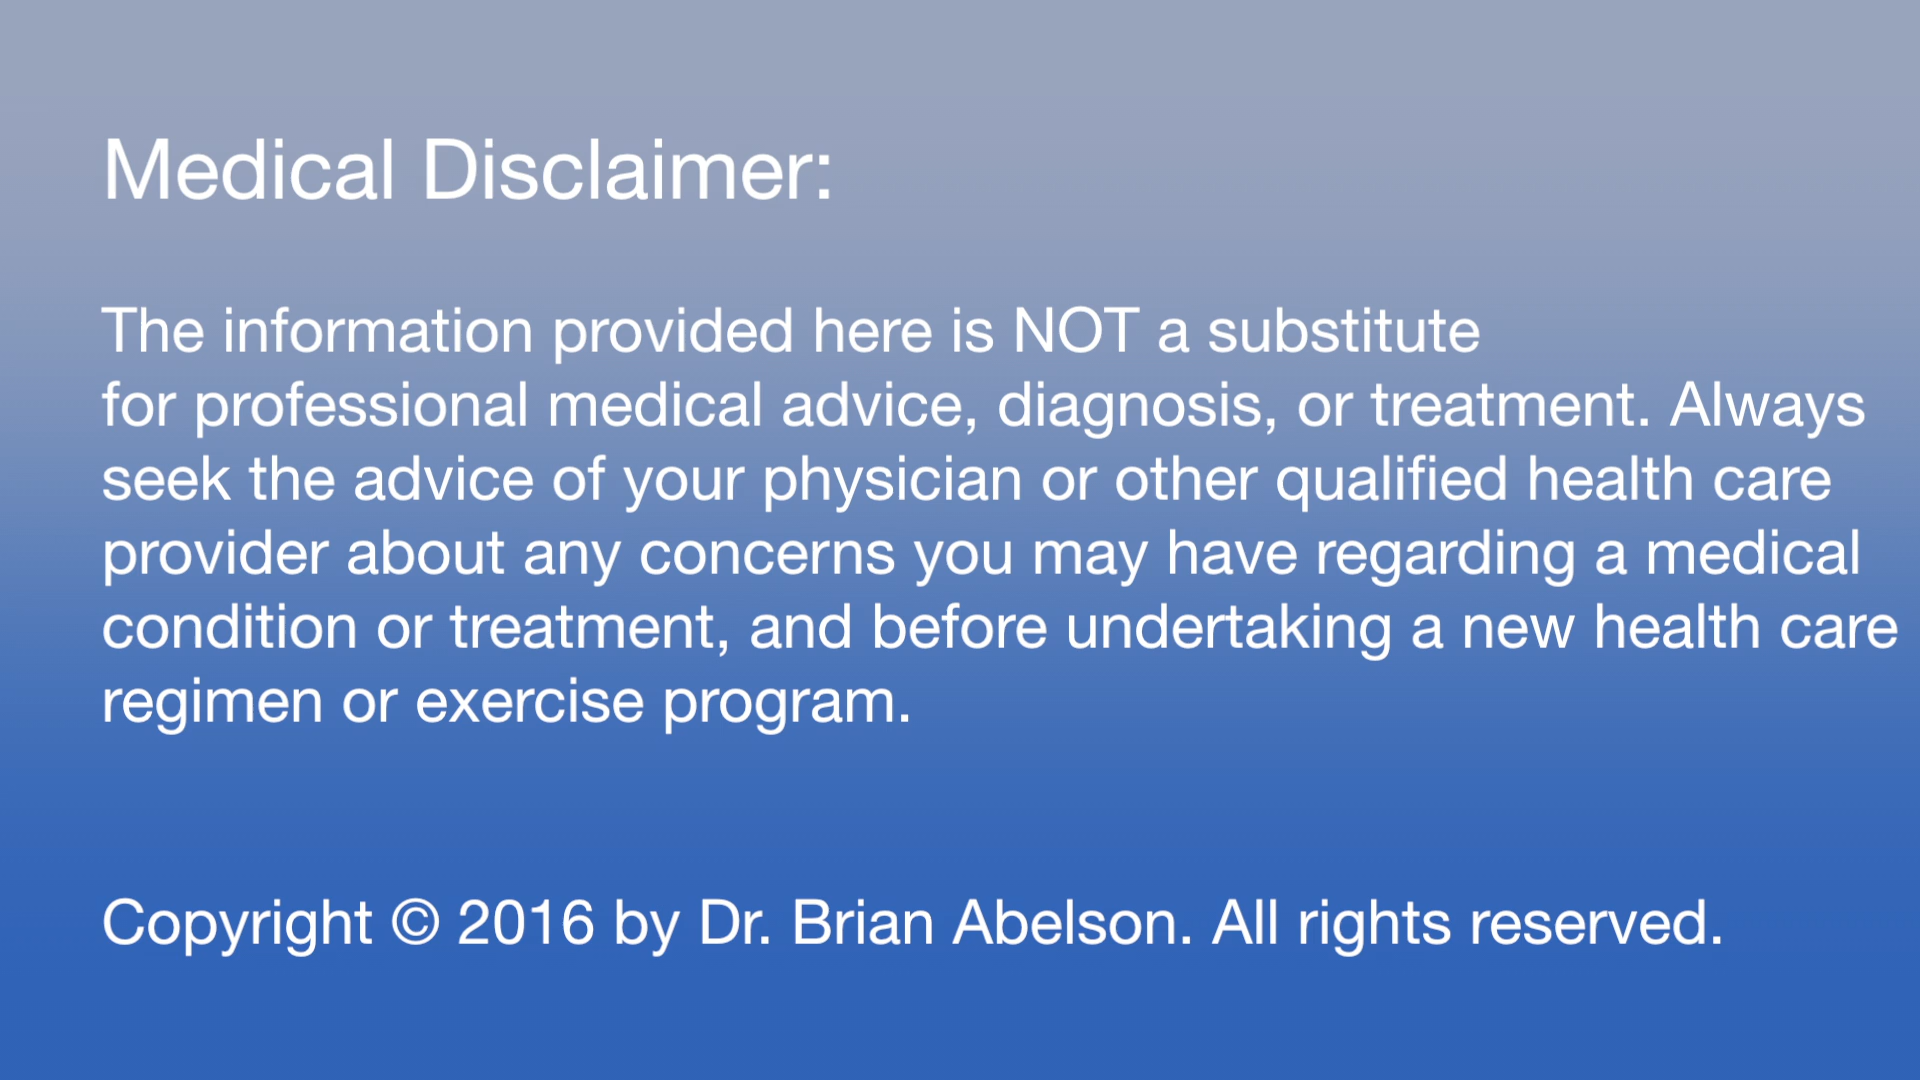 Medical Disclaimer:
The information provided here is NOT a substitute
for professional medical advice, diagnosis, or treatment. Always
seek the advice of your physician or other qualified health care
provider about any concerns you may have regarding a medical
condition or treatment, and before undertaking a new health care
regimen or exercise program.
Copyright © 2016 by Dr. Brian Abelson. All rights reserved.